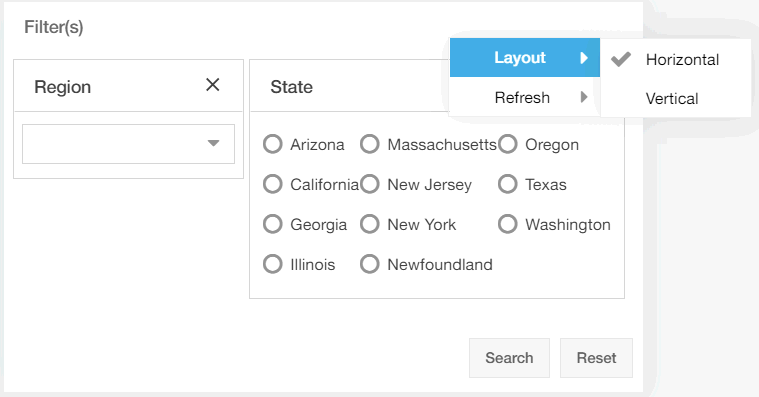 Filter(s)
Layout
Horizontal
Refresh
Vertical
Region
State
Arizona Massachusetts Oregon
California New Jersey Texas
Georgia New York Washington
Illinois Newfoundland
Search Reset